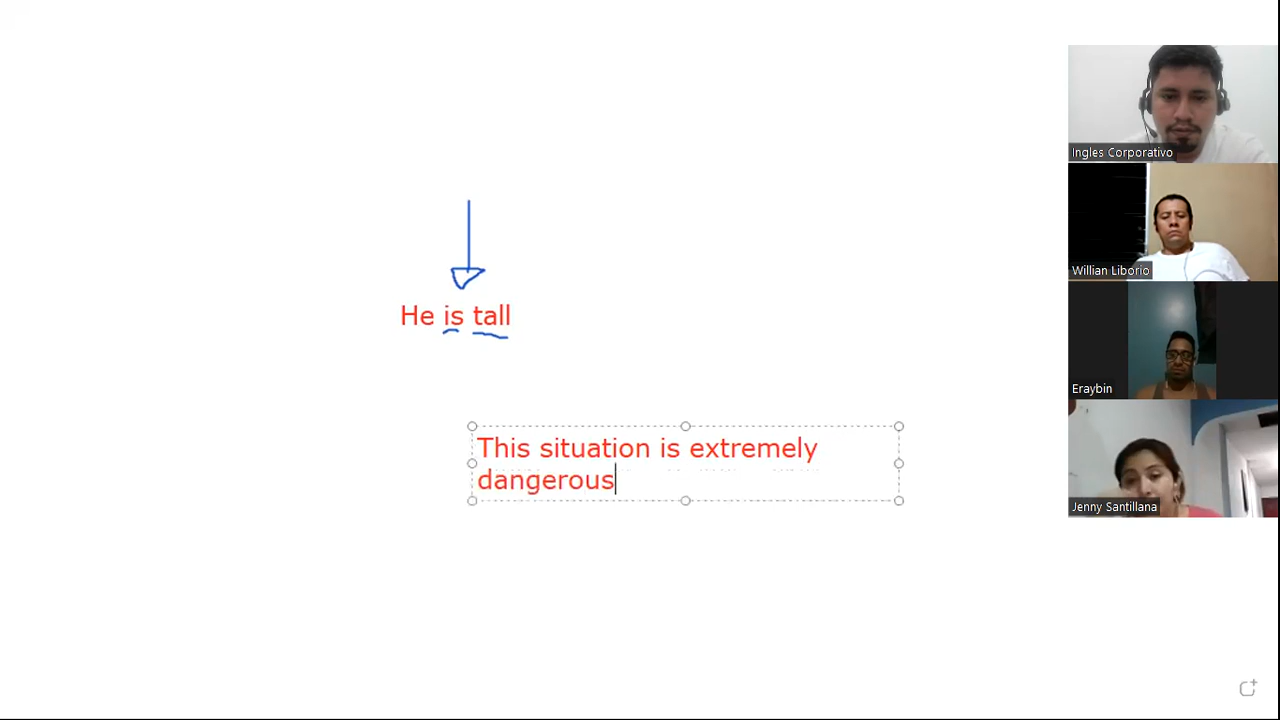 He is tall
This situation is extremely
dangerous
Ingles Corporativo
Willian Liborio
Eraybin
Jenny Santillana